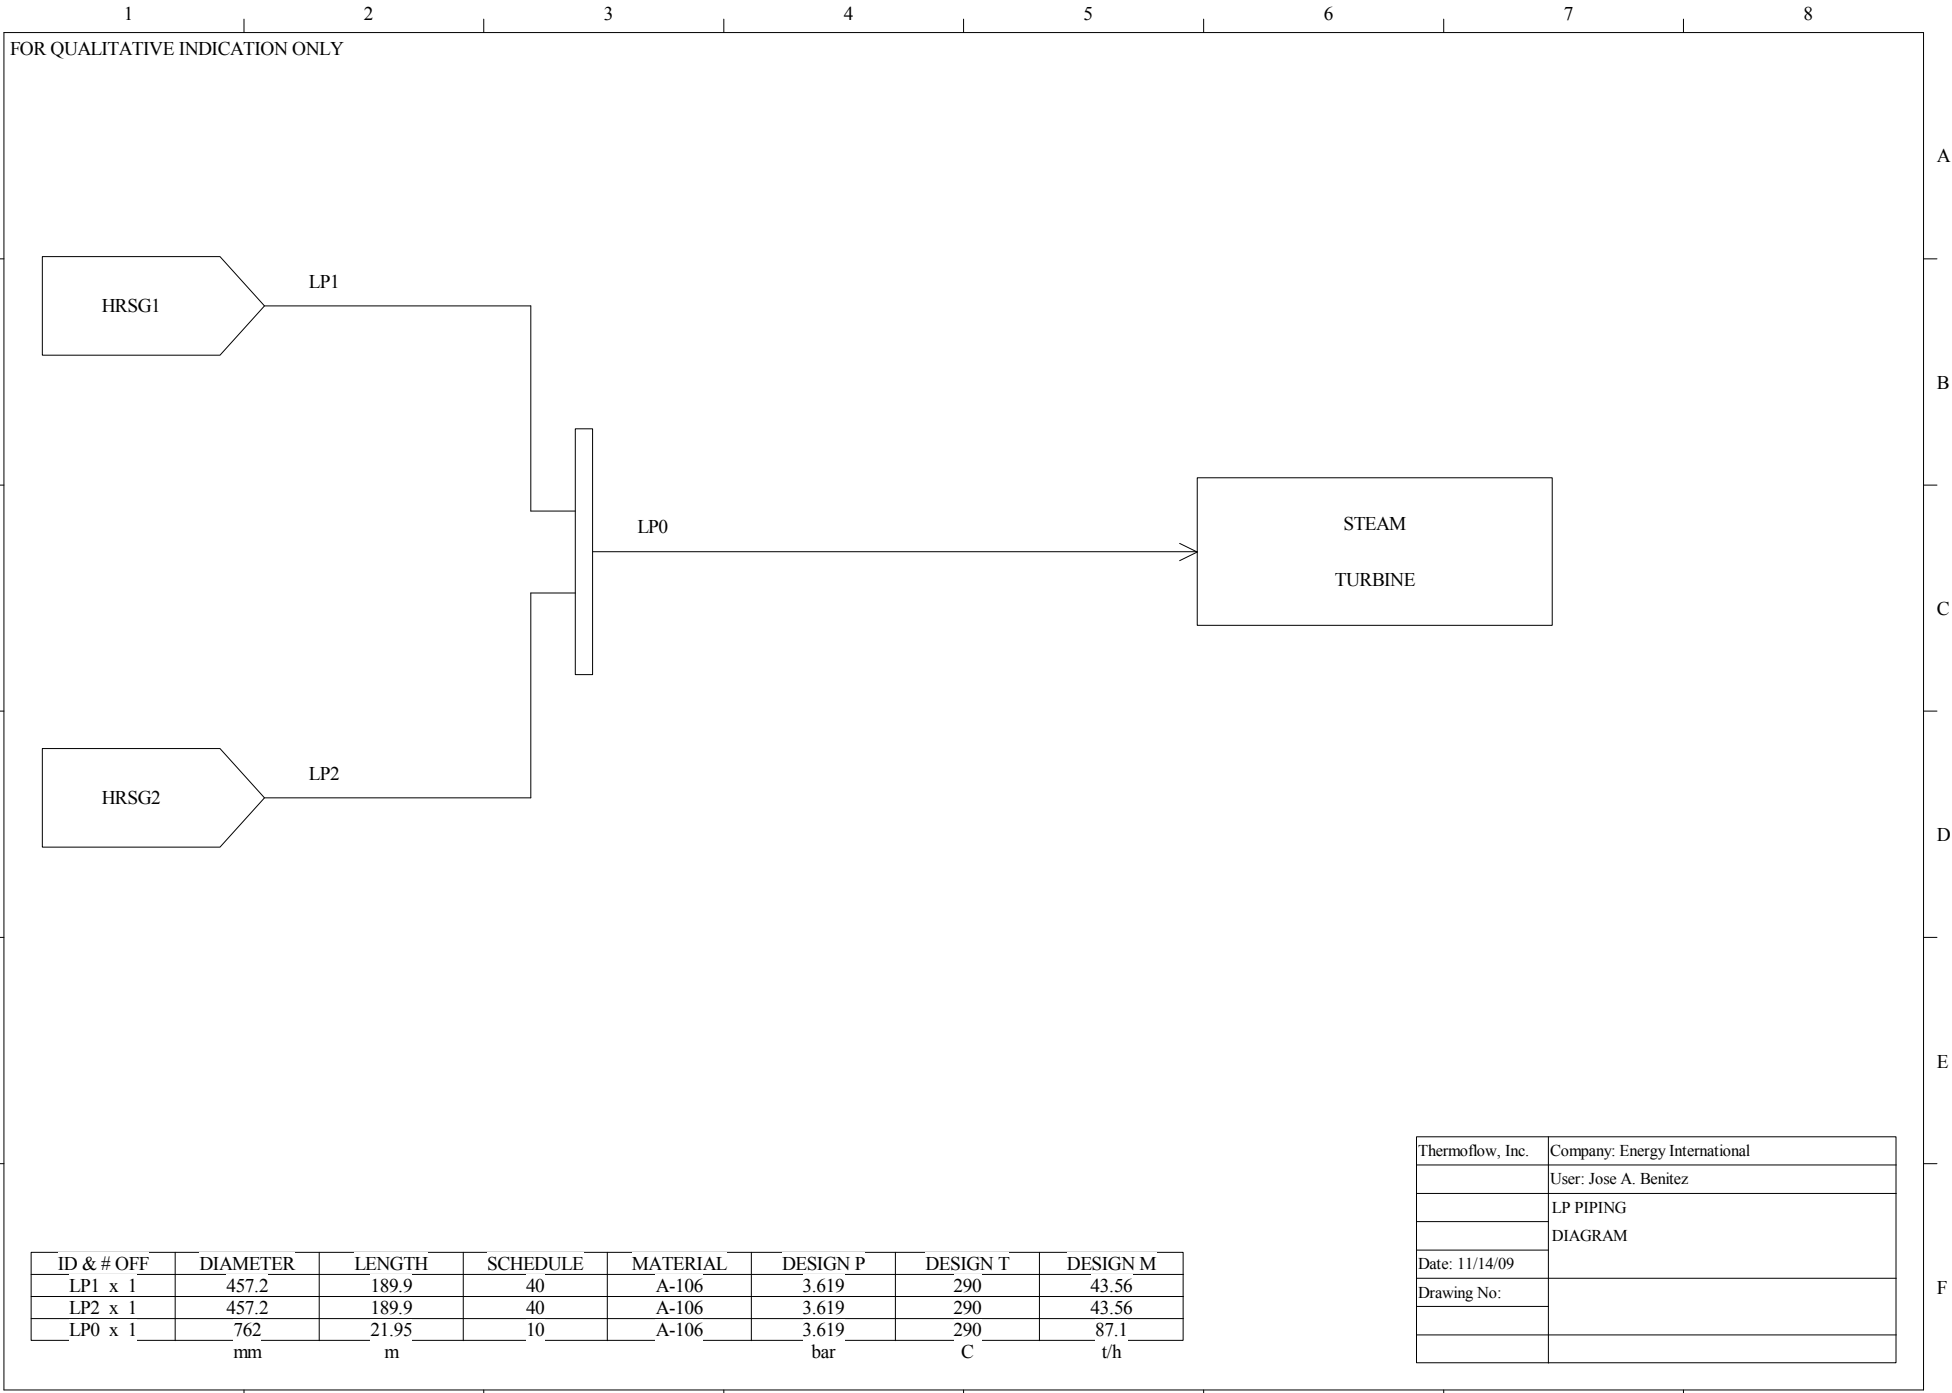 1 2 3 4 5 6 7 8
FOR QUALITATIVE INDICATION ONLY
A
LP1
HRSG1
B
LP0
STEAM
TURBINE
C
LP2
HRSG2
D
E
Thermoflow, Inc. Company: Energy International
User: Jose A. Benitez
LP PIPING
DIAGRAM
Date: 11/14/09
Drawing No:
F
ID & # OFF DIAMETER LENGTH SCHEDULE MATERIAL DESIGN P DESIGN T DESIGN M
LP1 x 1 457.2 189.9 40 A-106 3.619 290 43.56
LP2 x 1 457.2 189.9 40 A-106 3.619 290 43.56
LP0 x 1 762 21.95 10 A-106 3.619 290 87.1
mm m bar C t/h